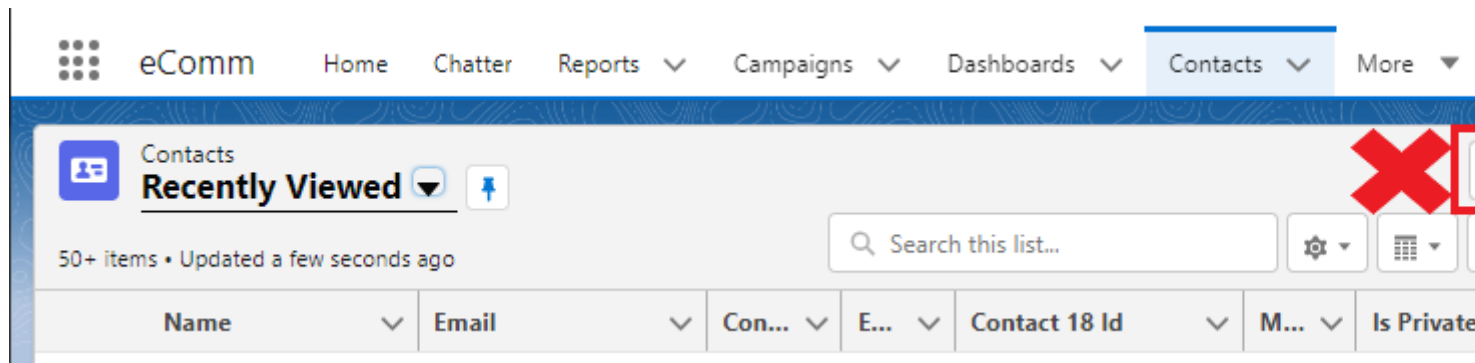 eComm Home Chatter Reports Campaigns Dashboards Contacts More
Contacts
Recently Viewed
Search this list...
50+ items • Updated a few seconds ago
Name Email Con... E... Contact 18 Id M... Is Private